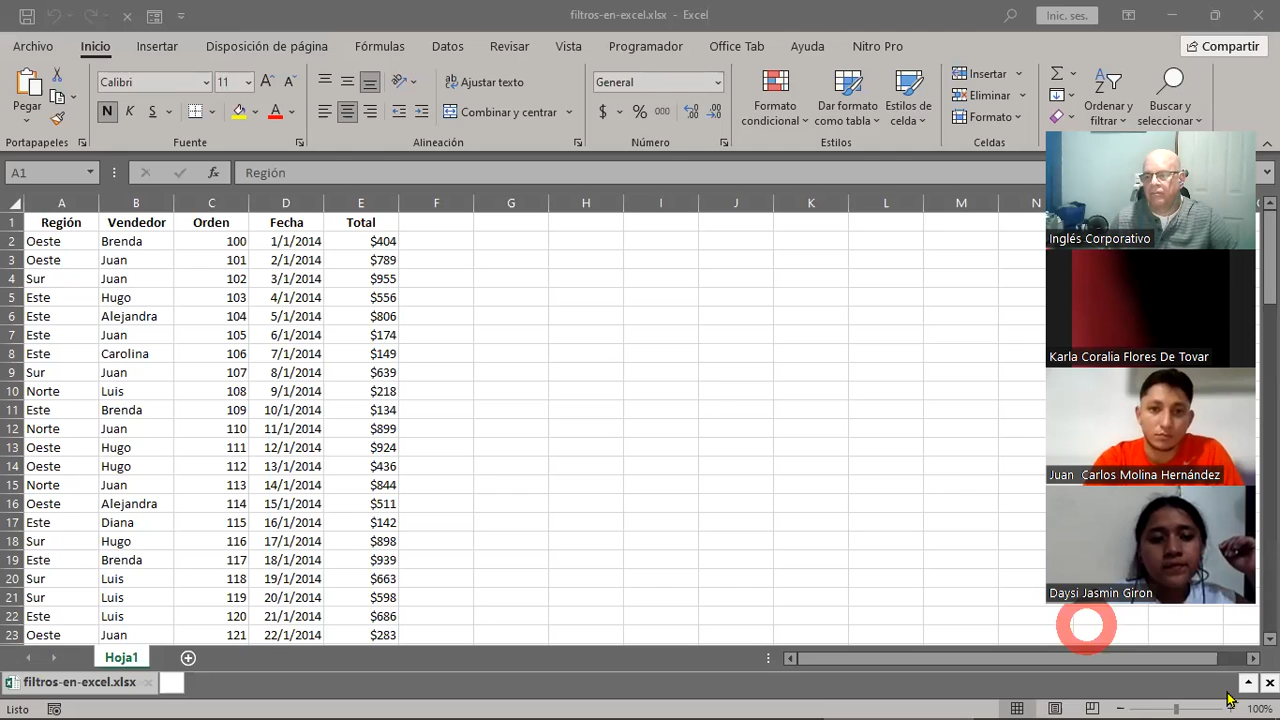 filtros-en-excel.xlsx - Excel
Inic. ses.
Archivo Inicio Insertar Disposición de página Fórmulas Datos Revisar Vista Programador Office Tab Ayuda Nitro Pro Compartir
Pegar
Calibri 11
N K S
Ajustar texto
Combinar y centrar
General
$ % 000
Formato condicional
Dar formato como tabla
Estilos de celda
Insertar
Eliminar
Formato
Ordenar y filtrar
Buscar y seleccionar
Portapapeles Fuente Alineación Número Estilos Celdas
A1 fx Región
A B C D E F G H I J K L M N
1 Región Vendedor Orden Fecha Total
2 Oeste Brenda 100 1/1/2014 $404
3 Oeste Juan 101 2/1/2014 $789
4 Sur Juan 102 3/1/2014 $955
5 Este Hugo 103 4/1/2014 $556
6 Este Alejandra 104 5/1/2014 $806
7 Este Juan 105 6/1/2014 $174
8 Este Carolina 106 7/1/2014 $149
9 Sur Juan 107 8/1/2014 $639
10 Norte Luis 108 9/1/2014 $218
11 Este Brenda 109 10/1/2014 $134
12 Norte Juan 110 11/1/2014 $899
13 Oeste Hugo 111 12/1/2014 $924
14 Oeste Hugo 112 13/1/2014 $436
15 Norte Juan 113 14/1/2014 $844
16 Oeste Alejandra 114 15/1/2014 $511
17 Este Diana 115 16/1/2014 $142
18 Sur Hugo 116 17/1/2014 $898
19 Este Brenda 117 18/1/2014 $939
20 Sur Luis 118 19/1/2014 $663
21 Sur Luis 119 20/1/2014 $598
22 Este Luis 120 21/1/2014 $686
23 Oeste Juan 121 22/1/2014 $283
Inglés Corporativo
Karla Coralia Flores De Tovar
Juan Carlos Molina Hernández
Daysi Jasmin Giron
Hoja1
filtros-en-excel.xlsx
Listo
100%